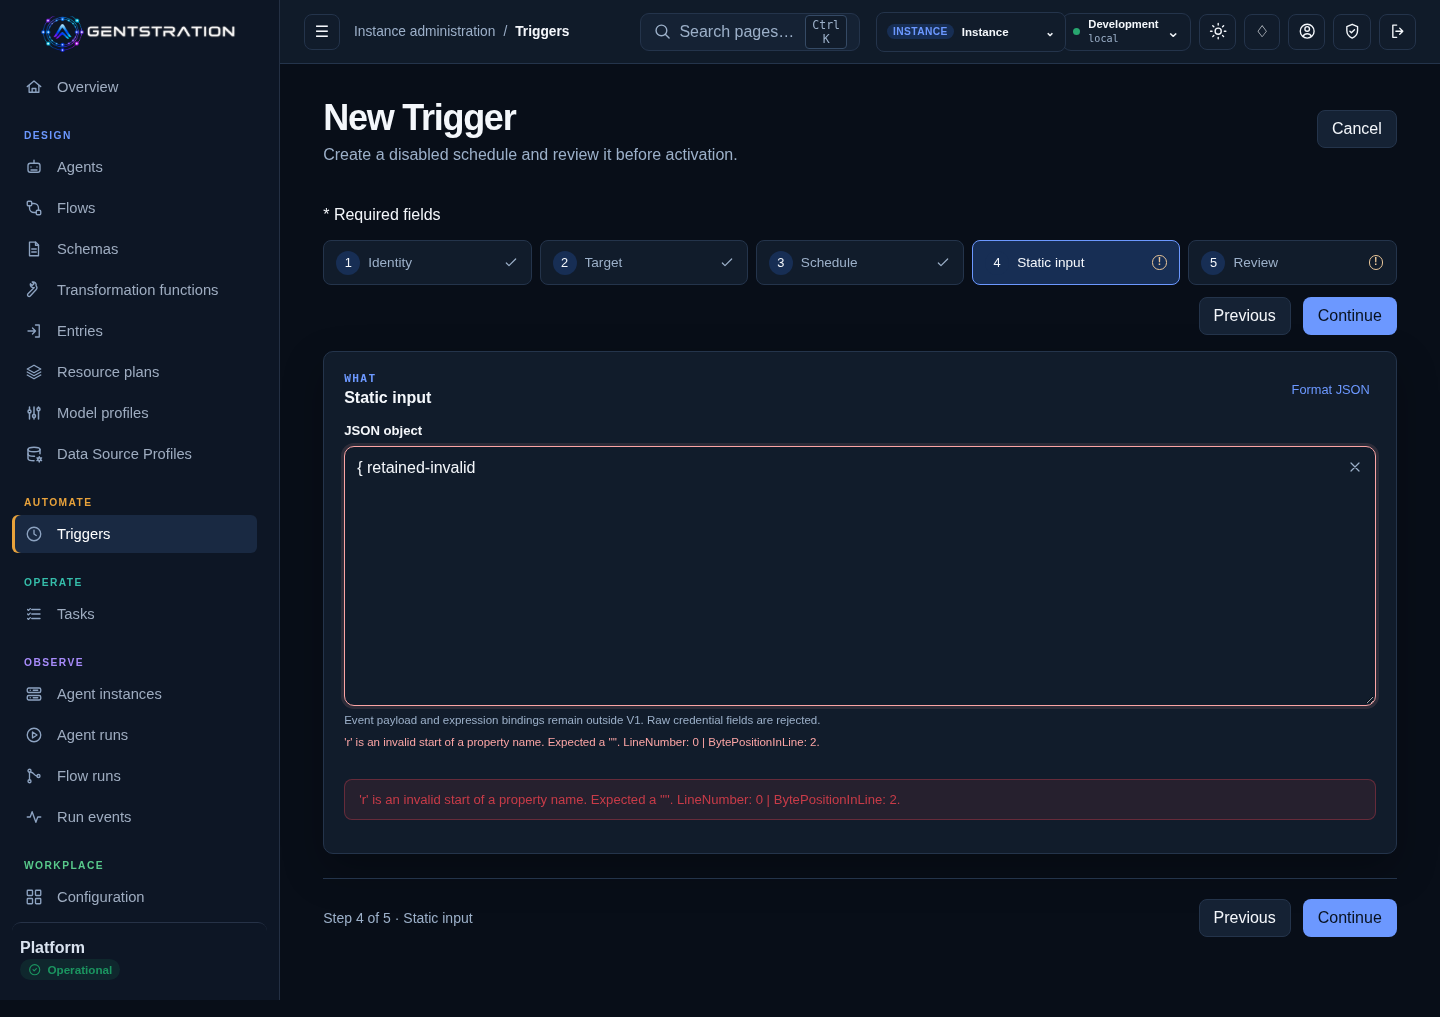 GENTSTRATION
Overview
DESIGN
Agents
Flows
Schemas
Transformation functions
Entries
Resource plans
Model profiles
Data Source Profiles
AUTOMATE
Triggers
OPERATE
Tasks
OBSERVE
Agent instances
Agent runs
Flow runs
Run events
WORKPLACE
Configuration
Platform
Operational
Instance administration / Triggers
Search pages…
Ctrl K
INSTANCE Instance
Development
local
New Trigger
Create a disabled schedule and review it before activation.
Cancel
* Required fields
1 Identity
2 Target
3 Schedule
4 Static input
5 Review
Previous
Continue
WHAT
Static input
Format JSON
JSON object
{ retained-invalid
Event payload and expression bindings remain outside V1. Raw credential fields are rejected.
'r' is an invalid start of a property name. Expected a '"'. LineNumber: 0 | BytePositionInLine: 2.
'r' is an invalid start of a property name. Expected a '"'. LineNumber: 0 | BytePositionInLine: 2.
Step 4 of 5 · Static input
Previous
Continue